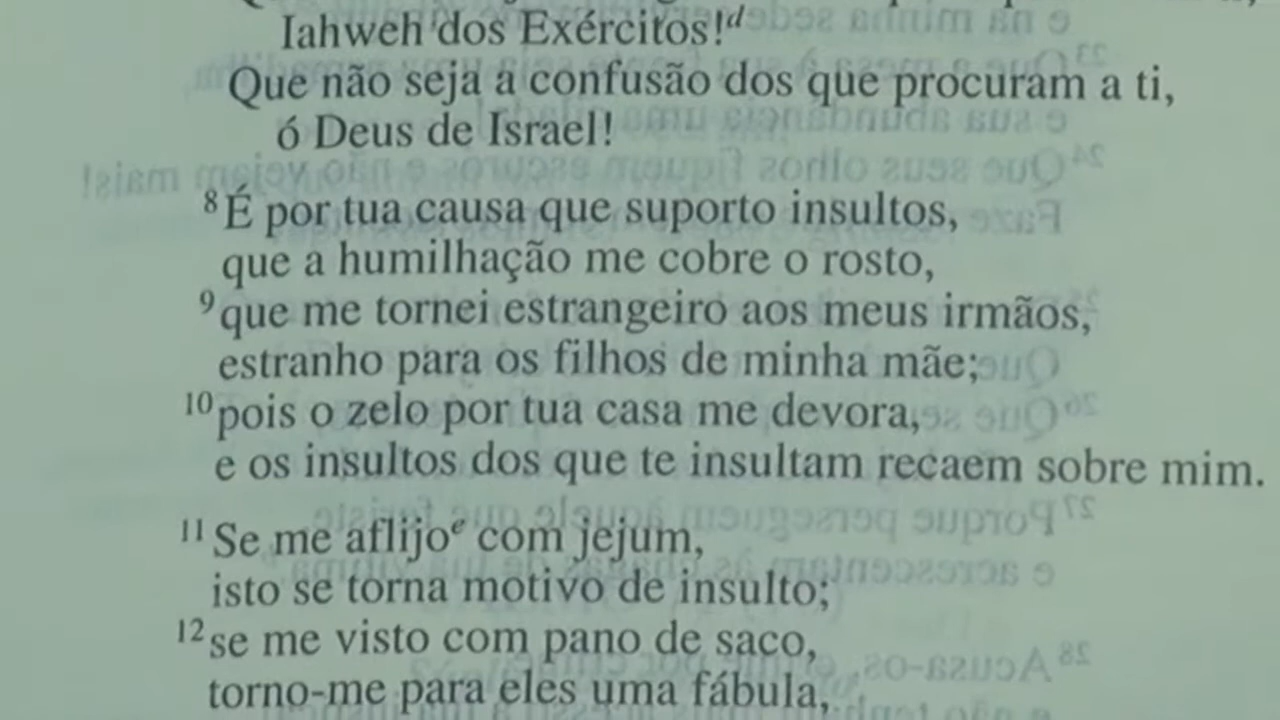 Iahweh dos Exércitos!ᵈ
Que não seja a confusão dos que procuram a ti,
ó Deus de Israel!
⁸É por tua causa que suporto insultos,
que a humilhação me cobre o rosto,
⁹que me tornei estrangeiro aos meus irmãos,
estranho para os filhos de minha mãe;
¹⁰pois o zelo por tua casa me devora,
e os insultos dos que te insultam recaem sobre mim.
¹¹Se me aflijoᵉ com jejum,
isto se torna motivo de insulto;
¹²se me visto com pano de saco,
torno-me para eles uma fábula,